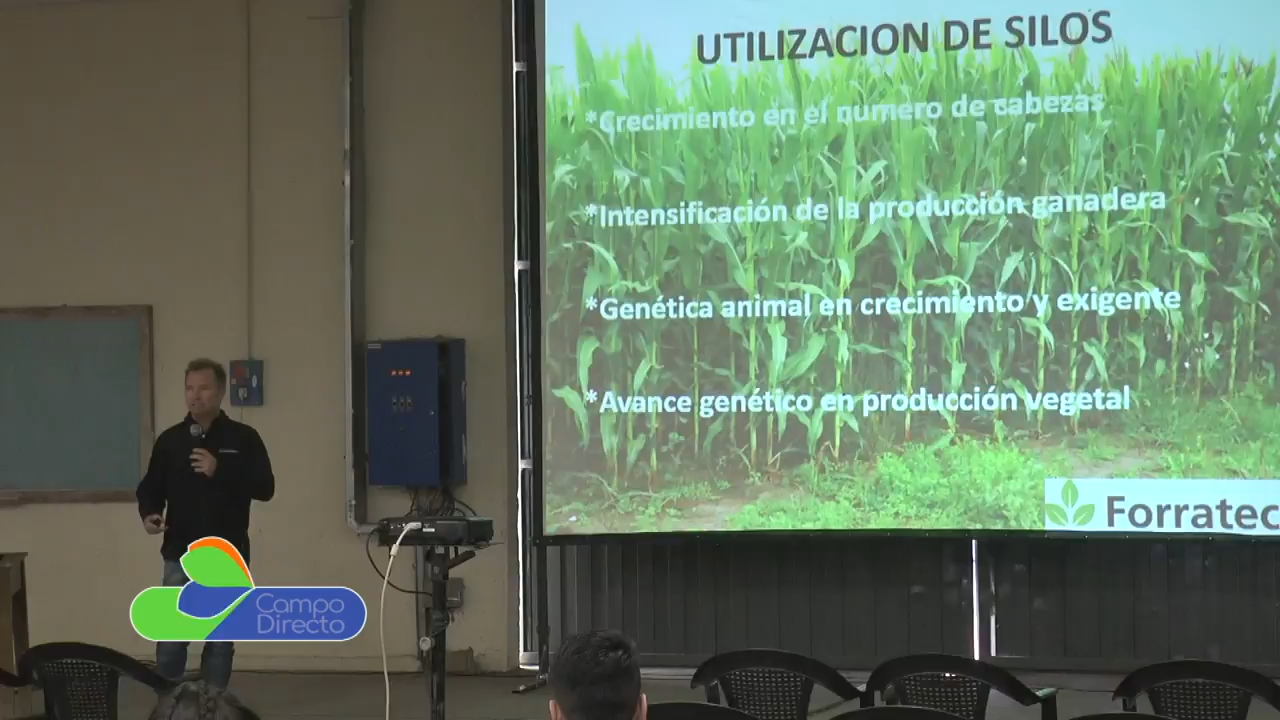 UTILIZACION DE SILOS
*Crecimiento en el numero de cabezas
*Intensificación de la producción ganadera
*Genética animal en crecimiento y exigente
*Avance genético en producción vegetal
Forratec
Campo
Directo